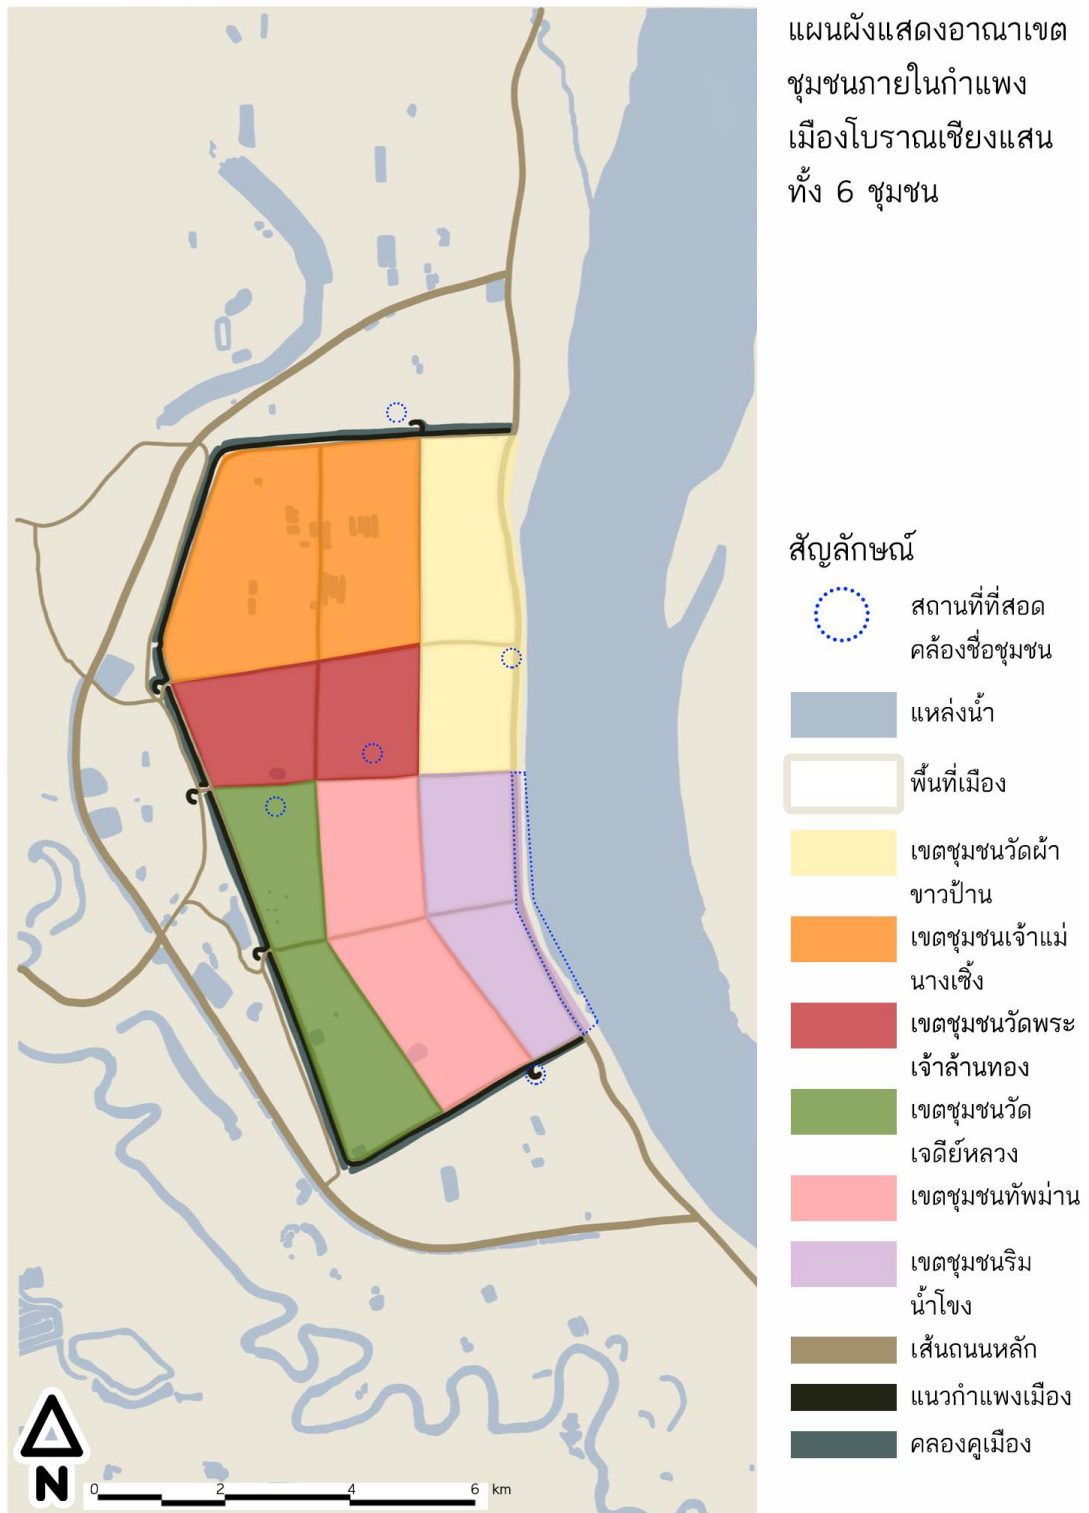 แผนผังแสดงอาณาเขต
ชุมชนภายในกำแพง
เมืองโบราณเชียงแสน
ทั้ง 6 ชุมชน
สัญลักษณ์
สถานที่ที่สอด
คล้องชื่อชุมชน
แหล่งน้ำ
พื้นที่เมือง
เขตชุมชนวัดผ้า
ขาวป้าน
เขตชุมชนเจ้าแม่
นางเซิ้ง
เขตชุมชนวัดพระ
เจ้าล้านทอง
เขตชุมชนวัด
เจดีย์หลวง
เขตชุมชนทัพม่าน
เขตชุมชนริม
น้ำโขง
เส้นถนนหลัก
แนวกำแพงเมือง
คลองคูเมือง
N
0 2 4 6 km